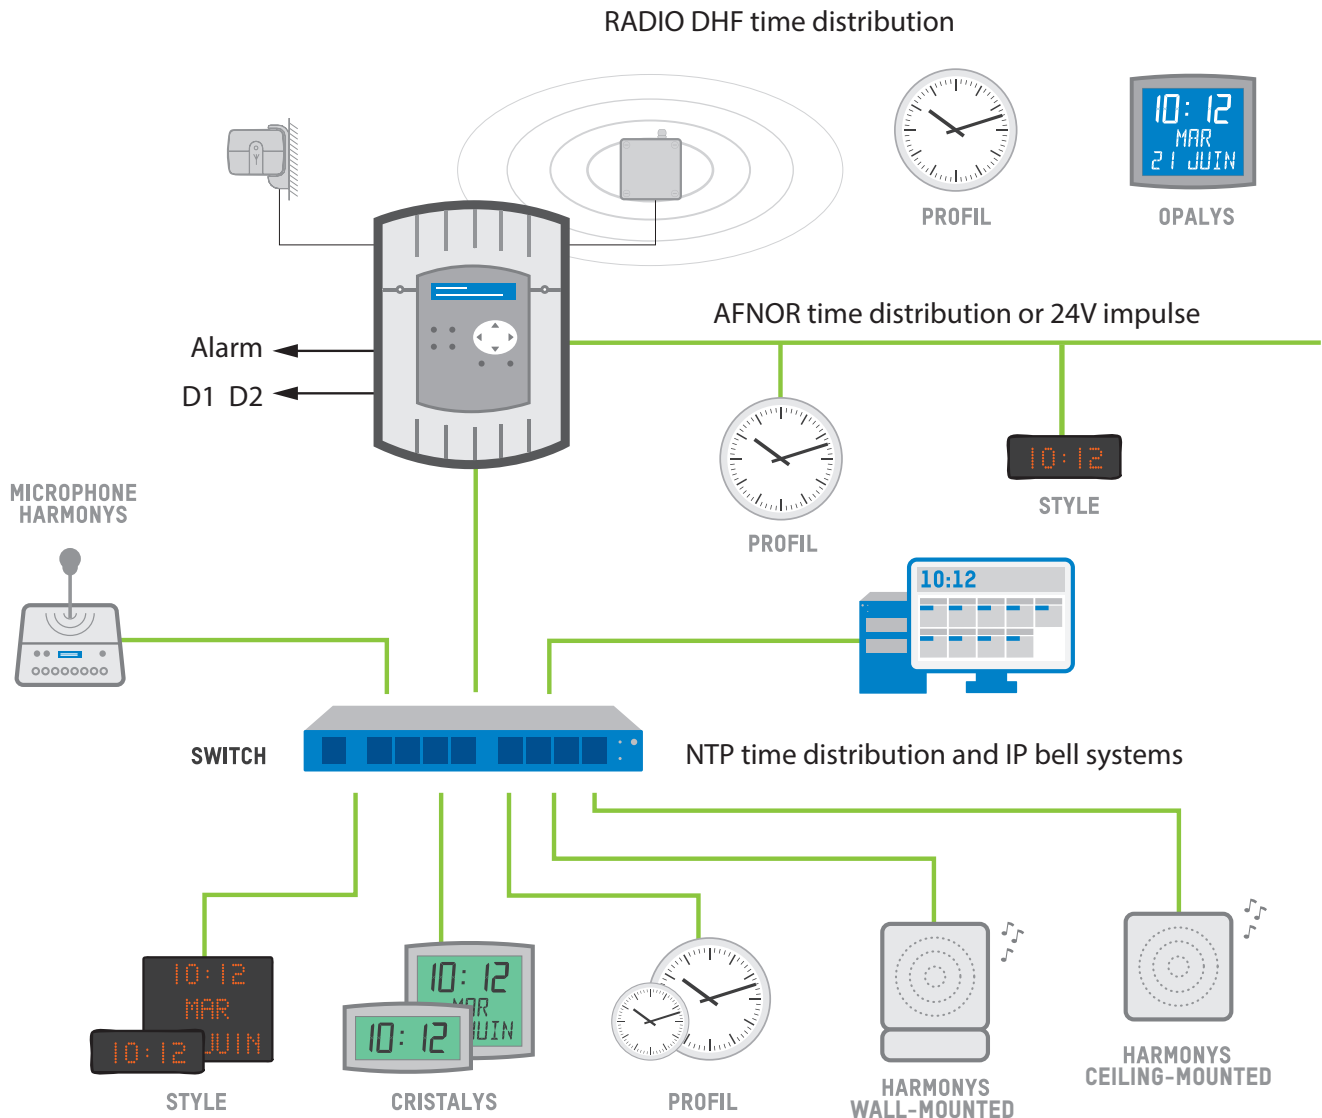 RADIO DHF time distribution
10:12
MAR
21 JUIN
PROFIL
OPALYS
AFNOR time distribution or 24V impulse
Alarm
D1 D2
10:12
STYLE
PROFIL
MICROPHONE
HARMONYS
10:12
SWITCH
NTP time distribution and IP bell systems
10:12
MAR
JUIN
10:12
STYLE
10:12
MAR
JUIN
10:12
CRISTALYS
PROFIL
HARMONYS
WALL-MOUNTED
HARMONYS
CEILING-MOUNTED